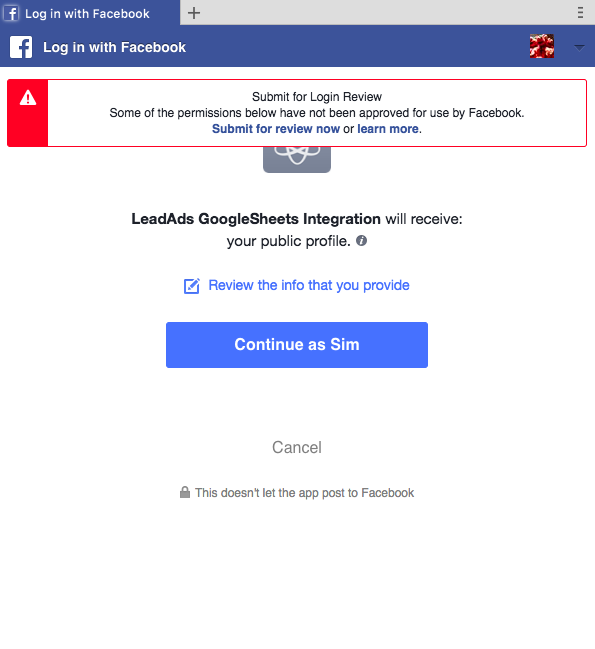 Log in with Facebook
Log in with Facebook
Submit for Login Review
Some of the permissions below have not been approved for use by Facebook.
Submit for review now or learn more.
LeadAds GoogleSheets Integration will receive:
your public profile.
Review the info that you provide
Continue as Sim
Cancel
This doesn't let the app post to Facebook